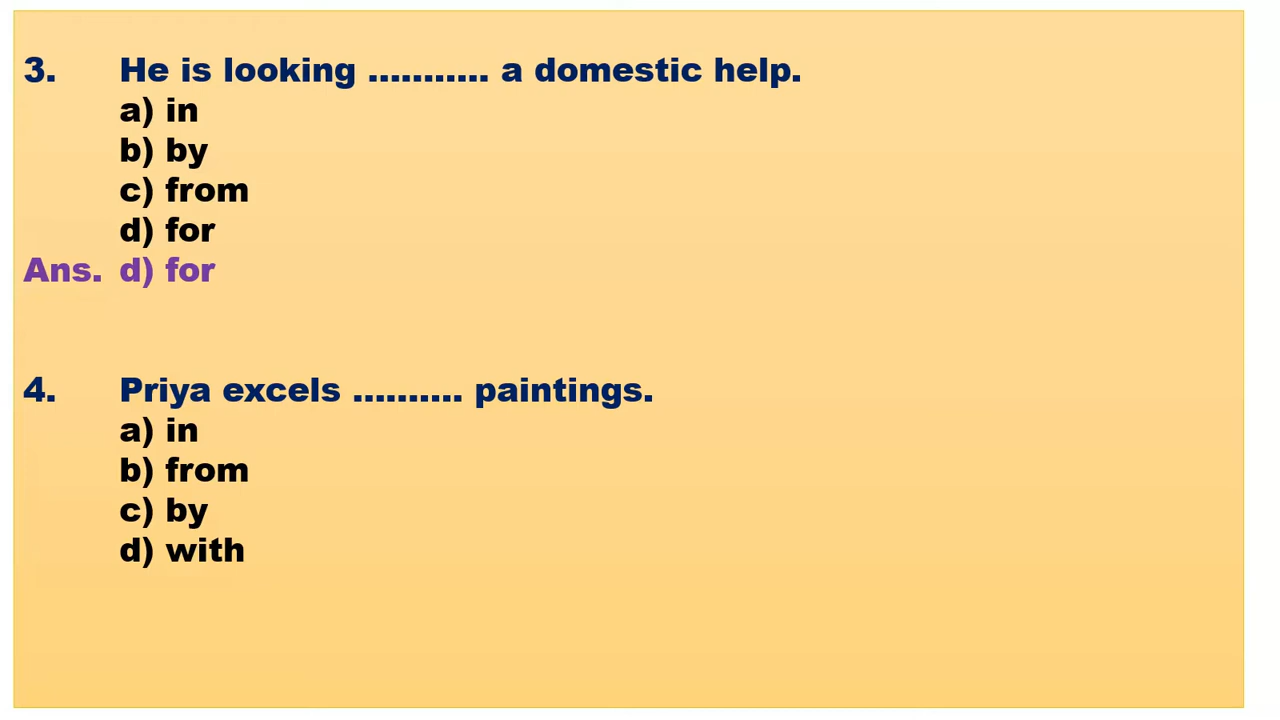 3. He is looking ........... a domestic help.
a) in
b) by
c) from
d) for
Ans. d) for
4. Priya excels .......... paintings.
a) in
b) from
c) by
d) with